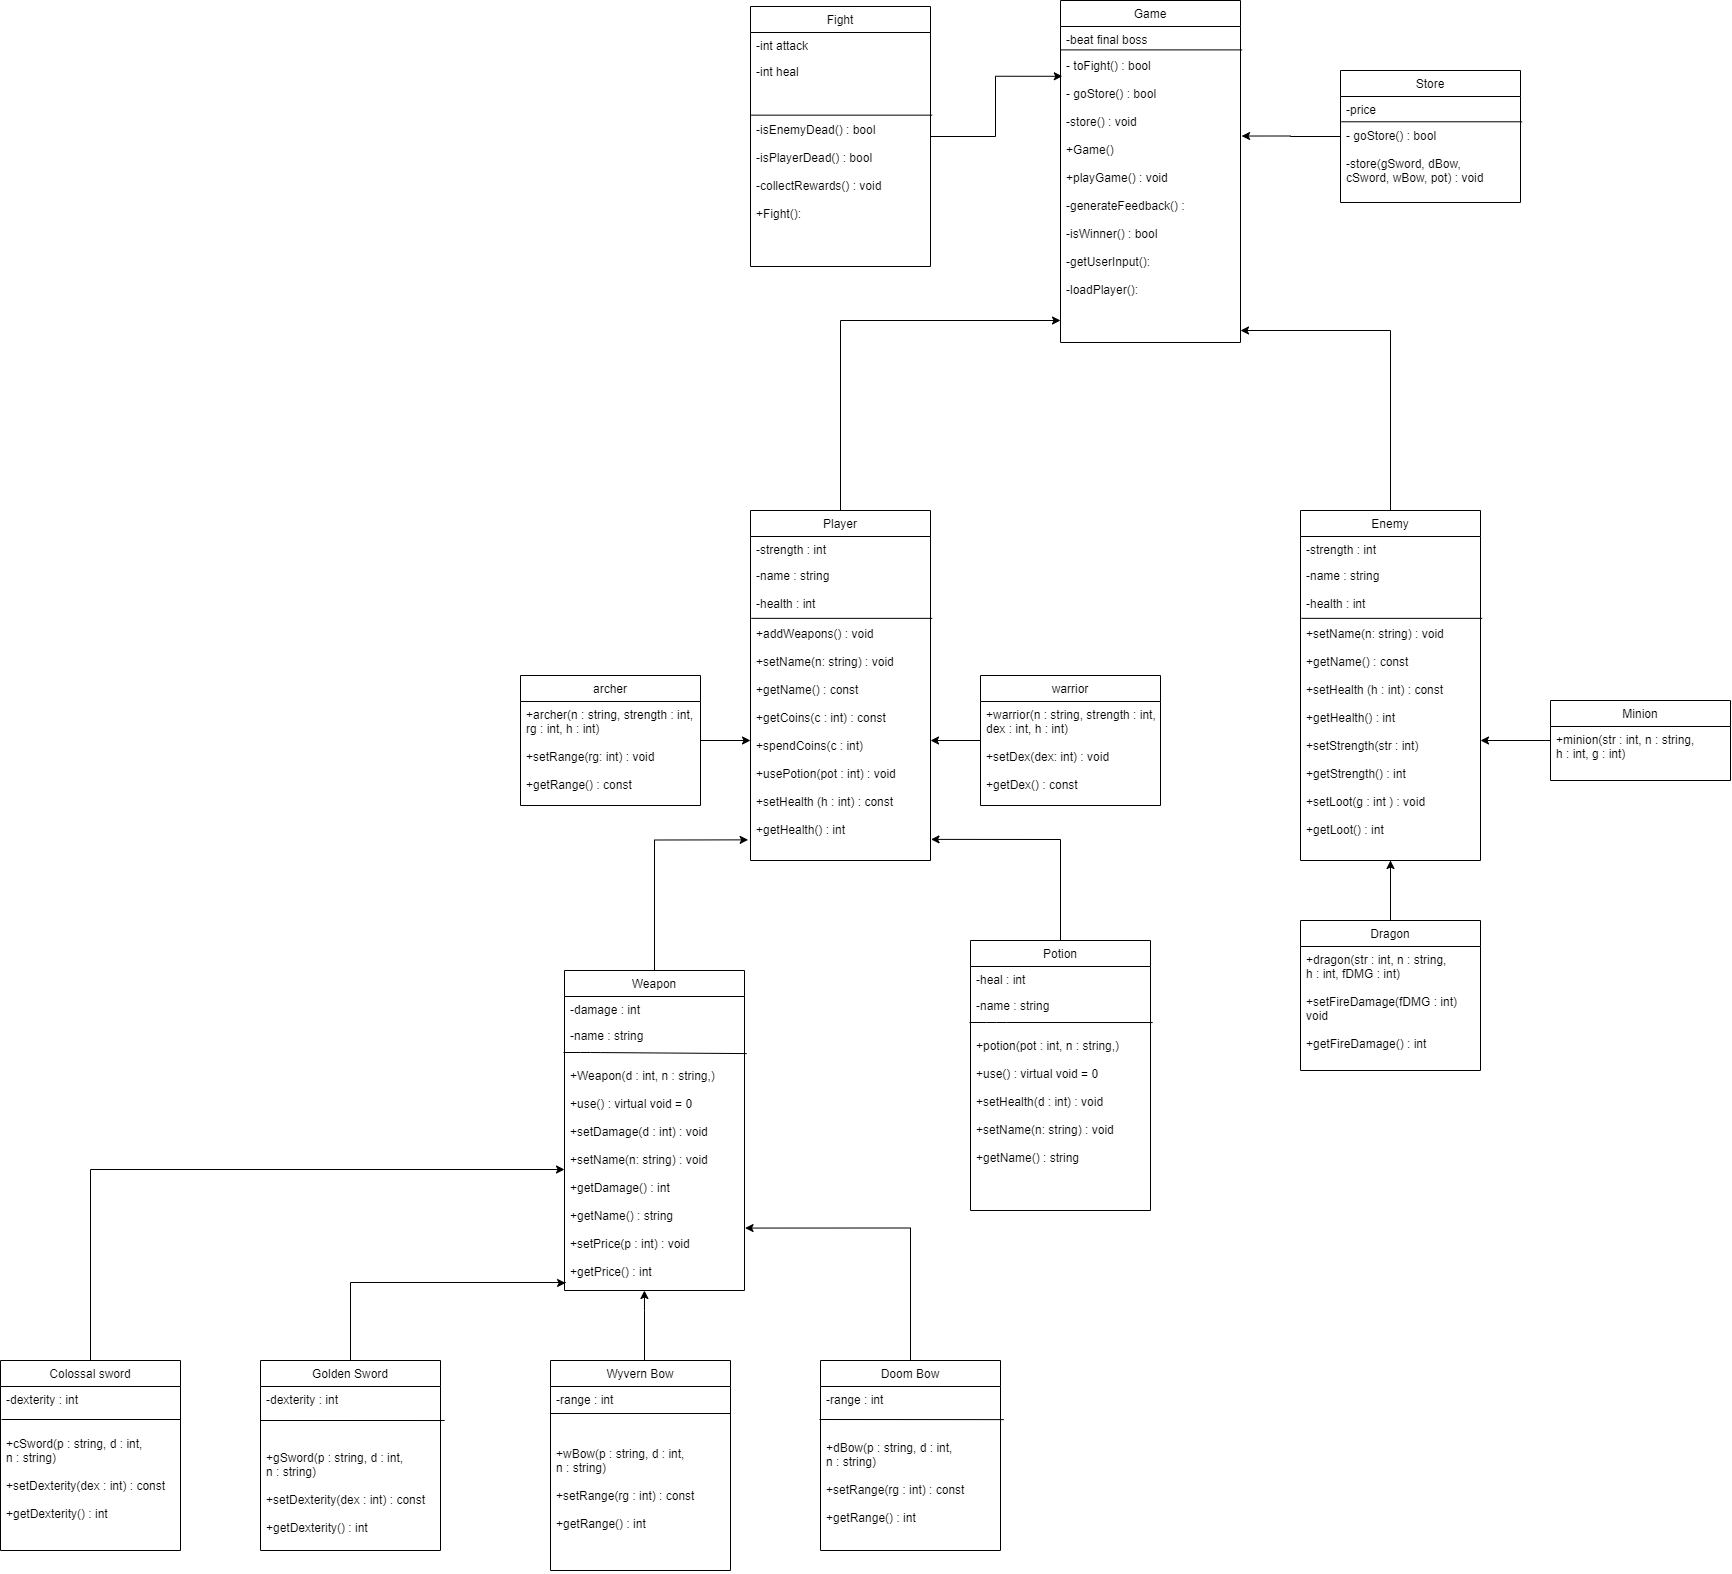 Fight
-int attack
-int heal
-isEnemyDead() : bool
-isPlayerDead() : bool
-collectRewards() : void
+Fight():
Game
-beat final boss
- toFight() : bool
- goStore() : bool
-store() : void
+Game()
+playGame() : void
-generateFeedback() :
-isWinner() : bool
-getUserInput():
-loadPlayer():
Store
-price
- goStore() : bool
-store(gSword, dBow,
cSword, wBow, pot) : void
Player
-strength : int
-name : string
-health : int
+addWeapons() : void
+setName(n: string) : void
+getName() : const
+getCoins(c : int) : const
+spendCoins(c : int)
+usePotion(pot : int) : void
+setHealth (h : int) : const
+getHealth() : int
Enemy
-strength : int
-name : string
-health : int
+setName(n: string) : void
+getName() : const
+setHealth (h : int) : const
+getHealth() : int
+setStrength(str : int)
+getStrength() : int
+setLoot(g : int ) : void
+getLoot() : int
archer
+archer(n : string, strength : int,
rg : int, h : int)
+setRange(rg: int) : void
+getRange() : const
warrior
+warrior(n : string, strength : int,
dex : int, h : int)
+setDex(dex: int) : void
+getDex() : const
Minion
+minion(str : int, n : string,
h : int, g : int)
Dragon
+dragon(str : int, n : string,
h : int, fDMG : int)
+setFireDamage(fDMG : int)
void
+getFireDamage() : int
Weapon
-damage : int
-name : string
+Weapon(d : int, n : string,)
+use() : virtual void = 0
+setDamage(d : int) : void
+setName(n: string) : void
+getDamage() : int
+getName() : string
+setPrice(p : int) : void
+getPrice() : int
Potion
-heal : int
-name : string
+potion(pot : int, n : string,)
+use() : virtual void = 0
+setHealth(d : int) : void
+setName(n: string) : void
+getName() : string
Colossal sword
-dexterity : int
+cSword(p : string, d : int,
n : string)
+setDexterity(dex : int) : const
+getDexterity() : int
Golden Sword
-dexterity : int
+gSword(p : string, d : int,
n : string)
+setDexterity(dex : int) : const
+getDexterity() : int
Wyvern Bow
-range : int
+wBow(p : string, d : int,
n : string)
+setRange(rg : int) : const
+getRange() : int
Doom Bow
-range : int
+dBow(p : string, d : int,
n : string)
+setRange(rg : int) : const
+getRange() : int